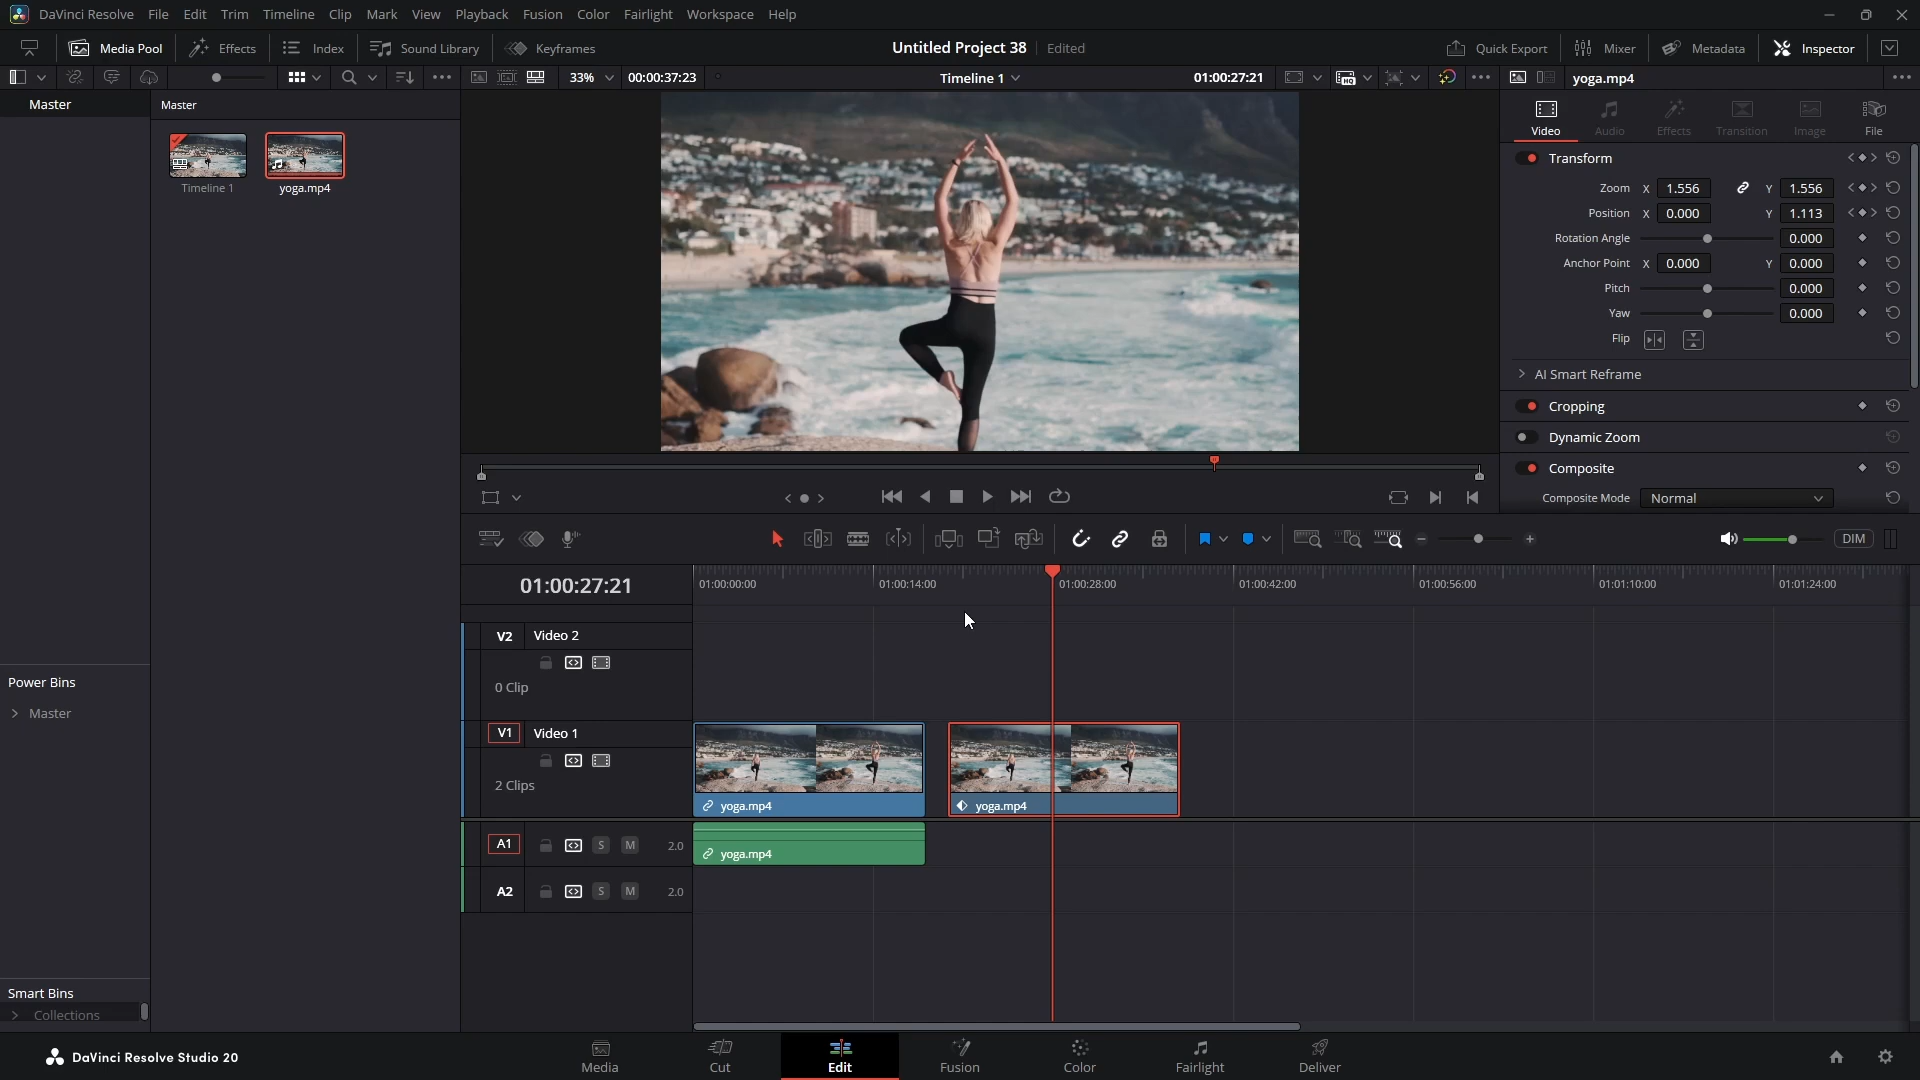 DaVinci Resolve File Edit Trim Timeline Clip Mark View Playback Fusion Color Fairlight Workspace Help
Media Pool Effects Index Sound Library Keyframes Untitled Project 38 Edited Quick Export Mixer Metadata Inspector
33% 00:00:37:23 Timeline 1 01:00:27:21 yoga.mp4
Master Master
Timeline 1 yoga.mp4
Video Audio Effects Transition Image File
Transform
Zoom X 1.556 Y 1.556
Position X 0.000 Y 1.113
Rotation Angle 0.000
Anchor Point X 0.000 Y 0.000
Pitch 0.000
Yaw 0.000
Flip
AI Smart Reframe
Cropping
Dynamic Zoom
Composite
Composite Mode Normal
DIM
01:00:27:21 01:00:00:00 01:00:14:00 01:00:28:00 01:00:42:00 01:00:56:00 01:01:10:00 01:01:24:00
V2 Video 2
0 Clip
V1 Video 1
2 Clips
yoga.mp4 yoga.mp4
A1 S M 2.0
yoga.mp4
A2 S M 2.0
Power Bins
Master
Smart Bins
Collections
DaVinci Resolve Studio 20
Media Cut Edit Fusion Color Fairlight Deliver